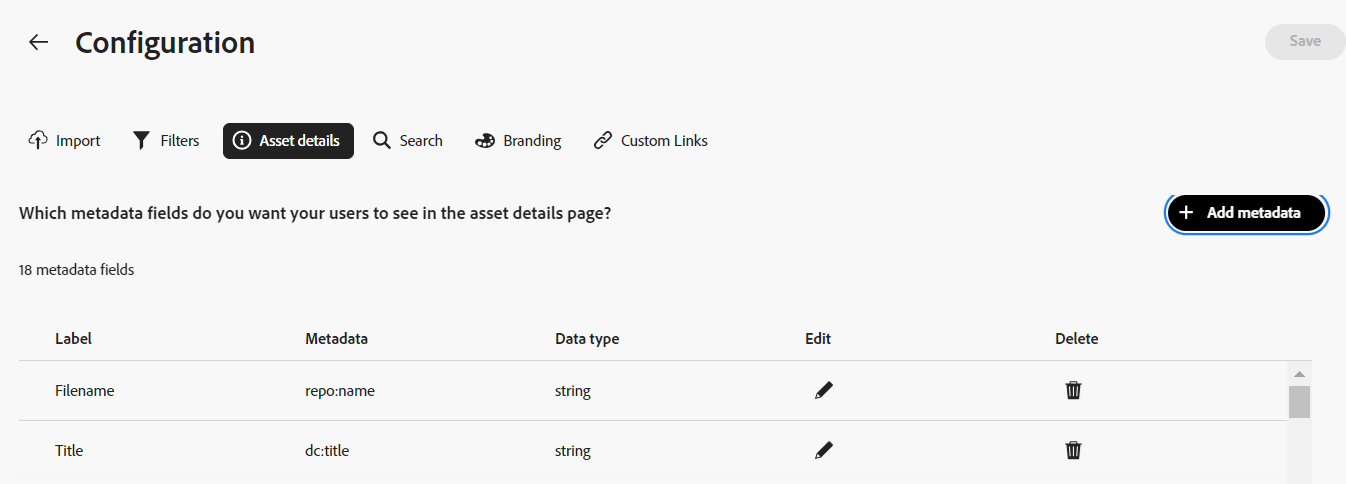 Configuration
Save
Import Filters Asset details Search Branding Custom Links
Which metadata fields do you want your users to see in the asset details page?
Add metadata
18 metadata fields
Label Metadata Data type Edit Delete
Filename repo:name string
Title dc:title string